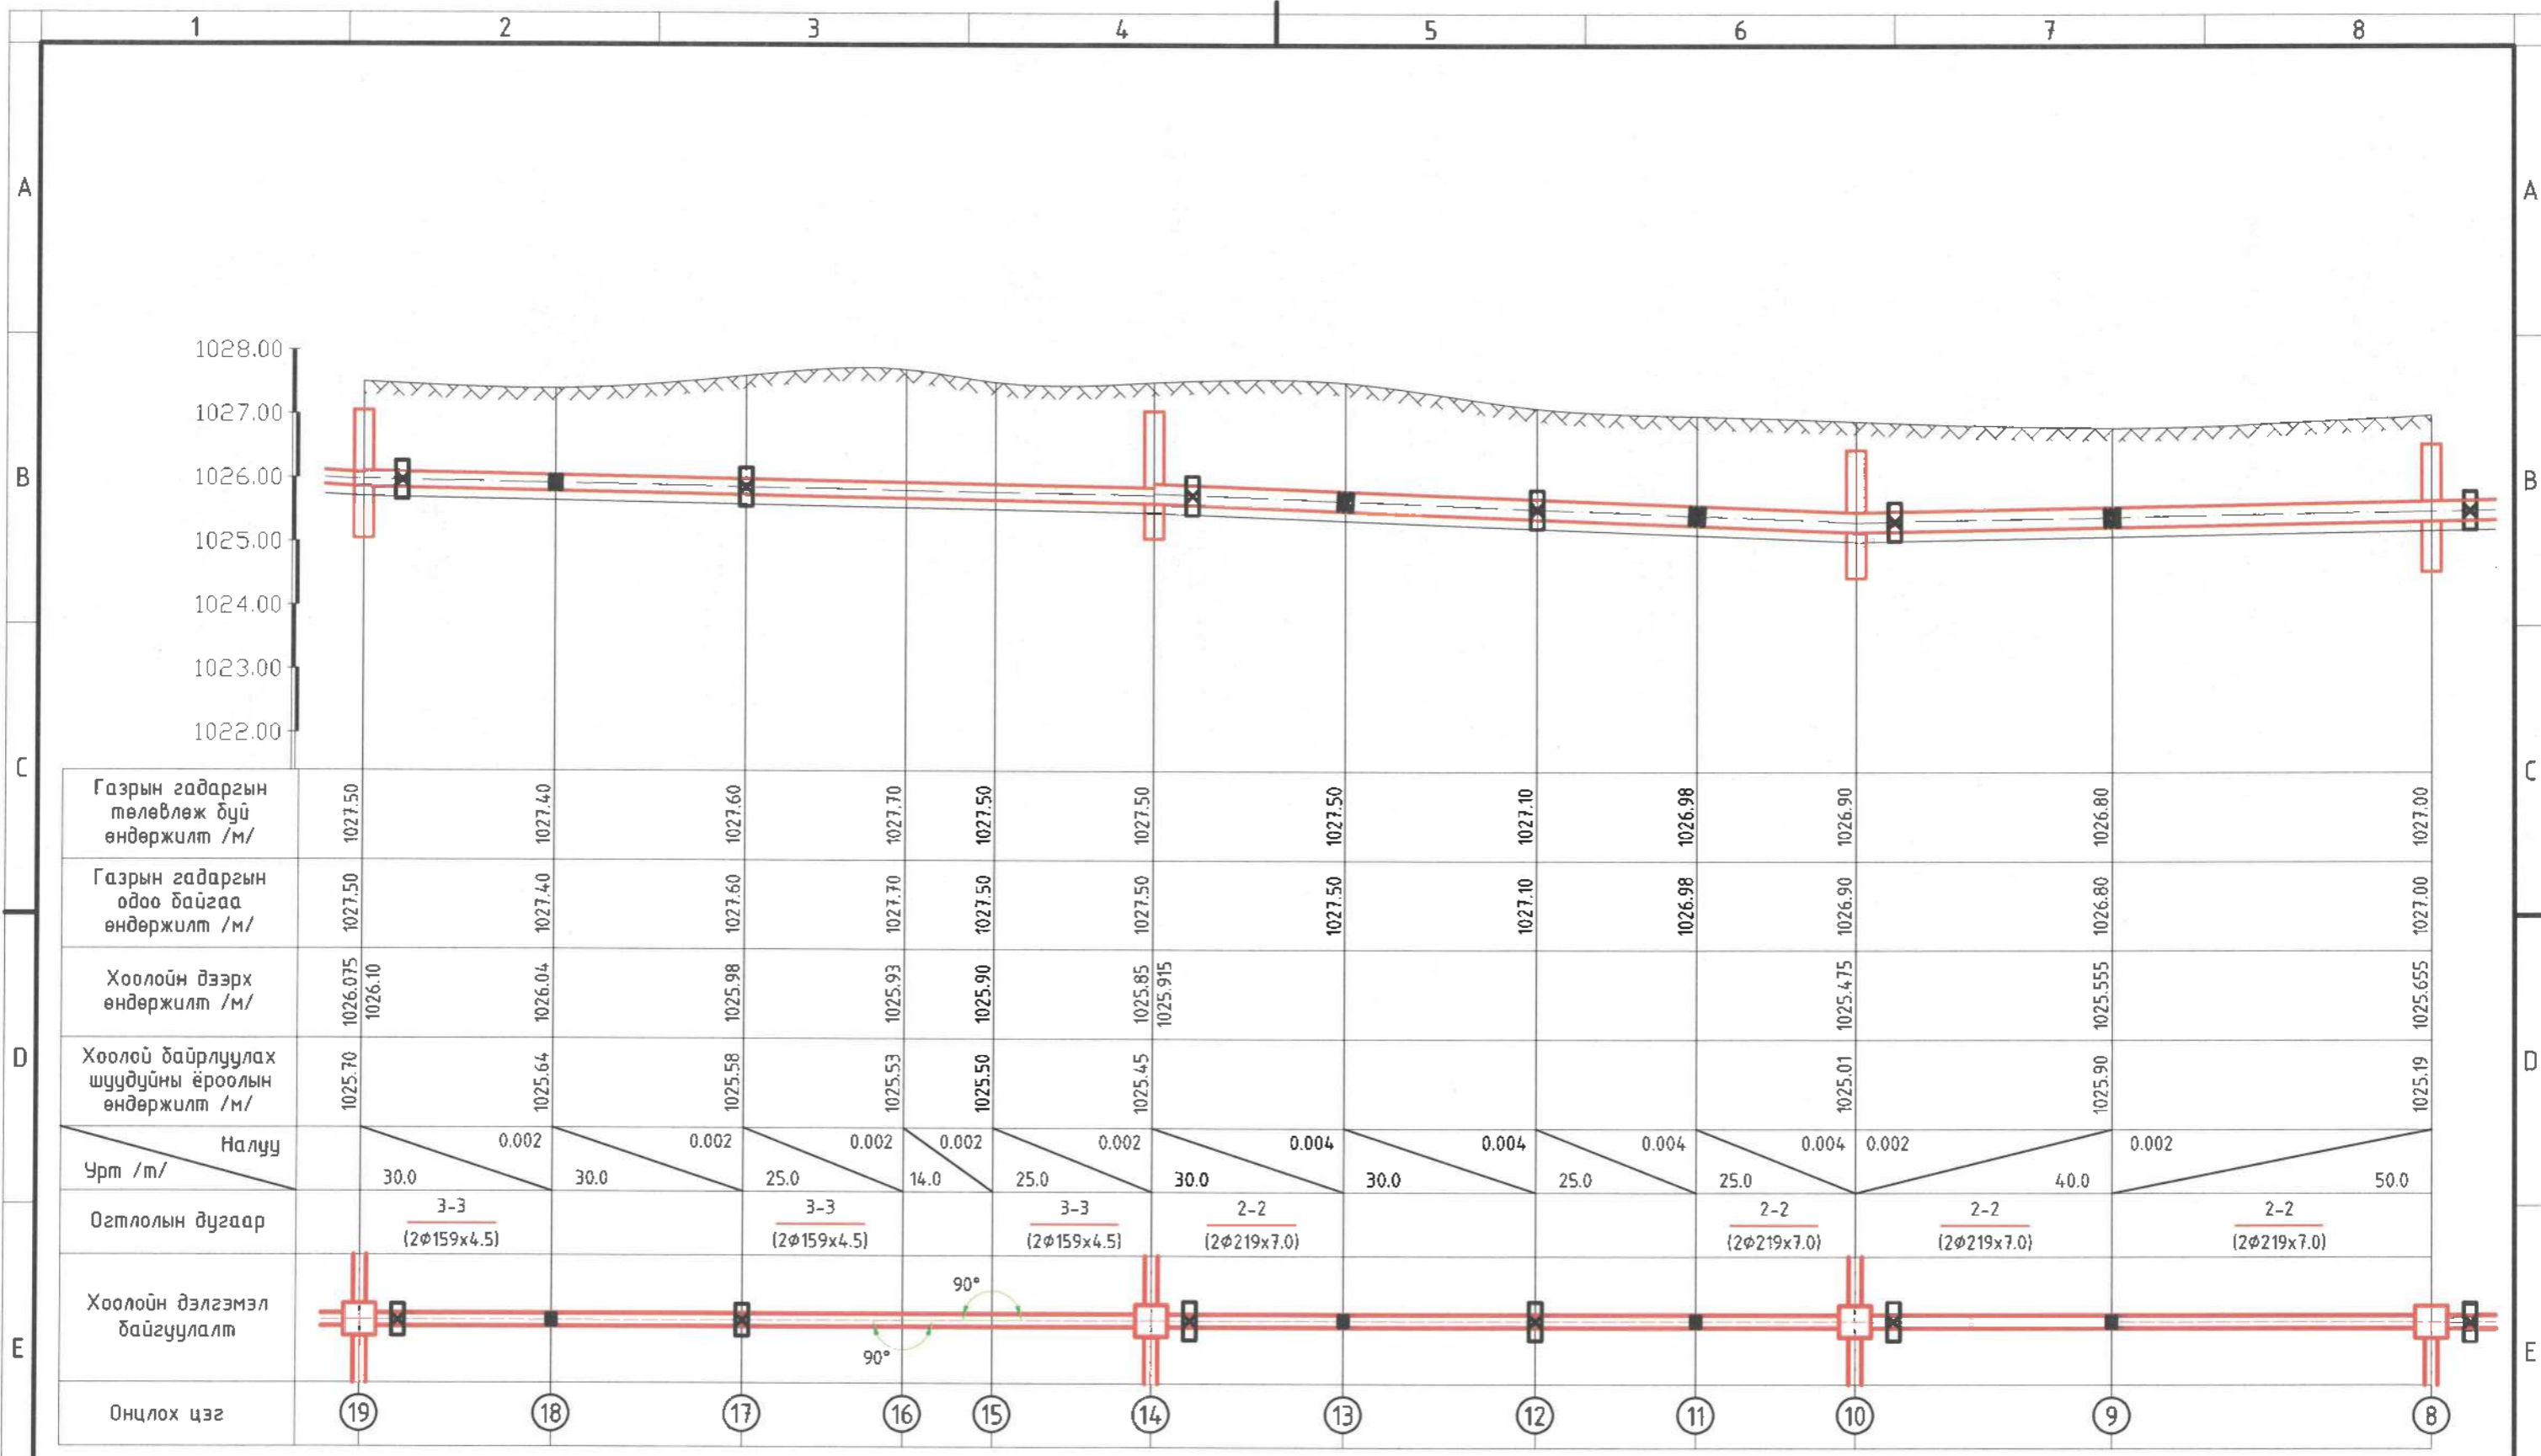 1 2 3 4 5 6 7 8
A A
1028.00
1027.00
B 1026.00 B
1025.00
1024.00
1023.00
1022.00
C C
Газрын гадаргын
төлөвлөж буй
өндөржилт /м/
1027.50 1027.40 1027.60 1027.70 1027.50 1027.50 1027.50 1027.10 1026.98 1026.90 1026.80 1027.00
Газрын гадаргын
одоо байгаа
өндөржилт /м/
1027.50 1027.40 1027.60 1027.70 1027.50 1027.50 1027.50 1027.10 1026.98 1026.90 1026.80 1027.00
Хоолойн дээрх
өндөржилт /м/
1026.075 1026.10 1026.04 1025.98 1025.93 1025.90 1025.85 1025.915 1025.475 1025.555 1025.655
D D
Хоолой байрлуулах
шуудуйны ёроолын
өндөржилт /м/
1025.70 1025.64 1025.58 1025.53 1025.50 1025.45 1025.01 1025.90 1025.19
Налуу 0.002 0.002 0.002 0.002 0.002 0.004 0.004 0.004 0.004 0.002 0.002
Урт /m/ 30.0 30.0 25.0 14.0 25.0 30.0 30.0 25.0 25.0 40.0 50.0
Огтлолын дугаар
3-3 3-3 3-3 2-2 2-2 2-2 2-2
(2Ф159х4.5) (2Ф159х4.5) (2Ф159х4.5) (2Ф219х7.0) (2Ф219х7.0) (2Ф219х7.0) (2Ф219х7.0)
Хоолойн дэлгэмэл
байгуулалт
90°
90°
E E
Онцлох цэг 19 18 17 16 15 14 13 12 11 10 9 8